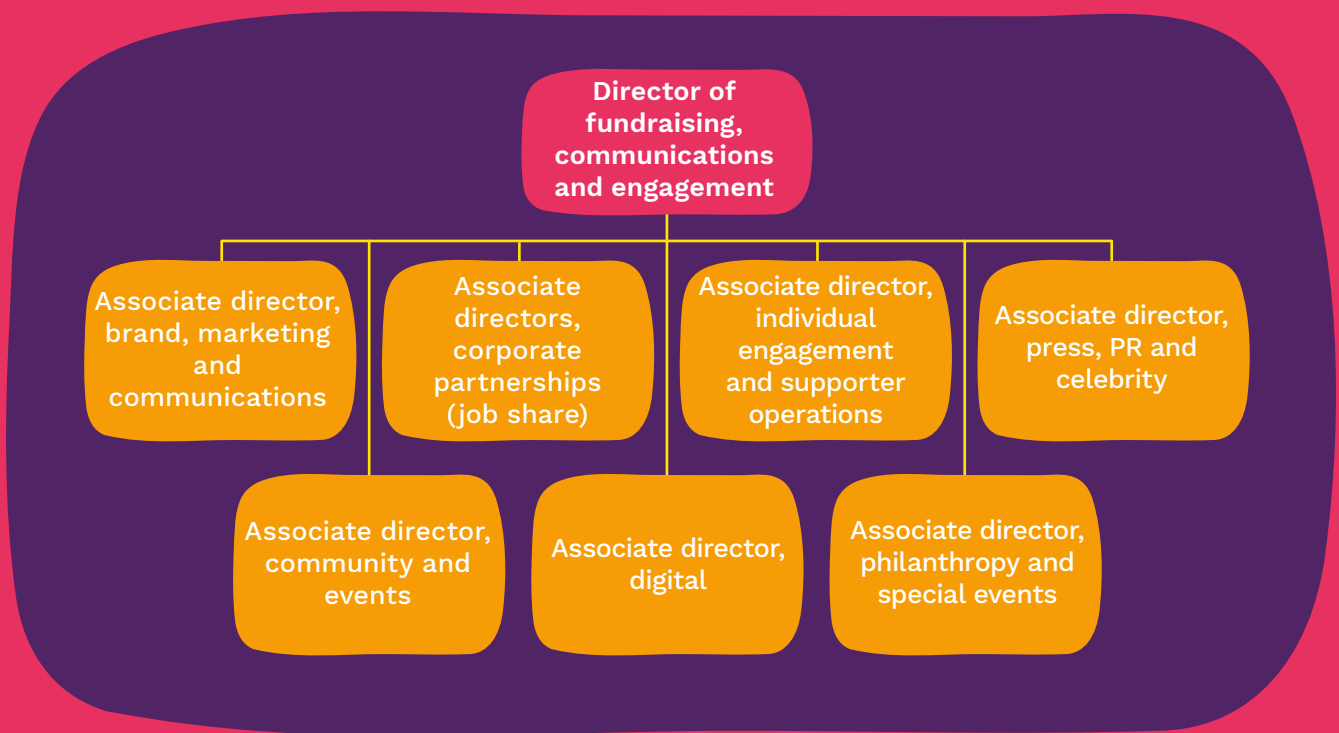 Director of
fundraising,
communications
and engagement
Associate director,
brand, marketing
and
communications
Associate
directors,
corporate
partnerships
(job share)
Associate director,
individual
engagement
and supporter
operations
Associate director,
press, PR and
celebrity
Associate director,
community and
events
Associate director,
digital
Associate director,
philanthropy and
special events